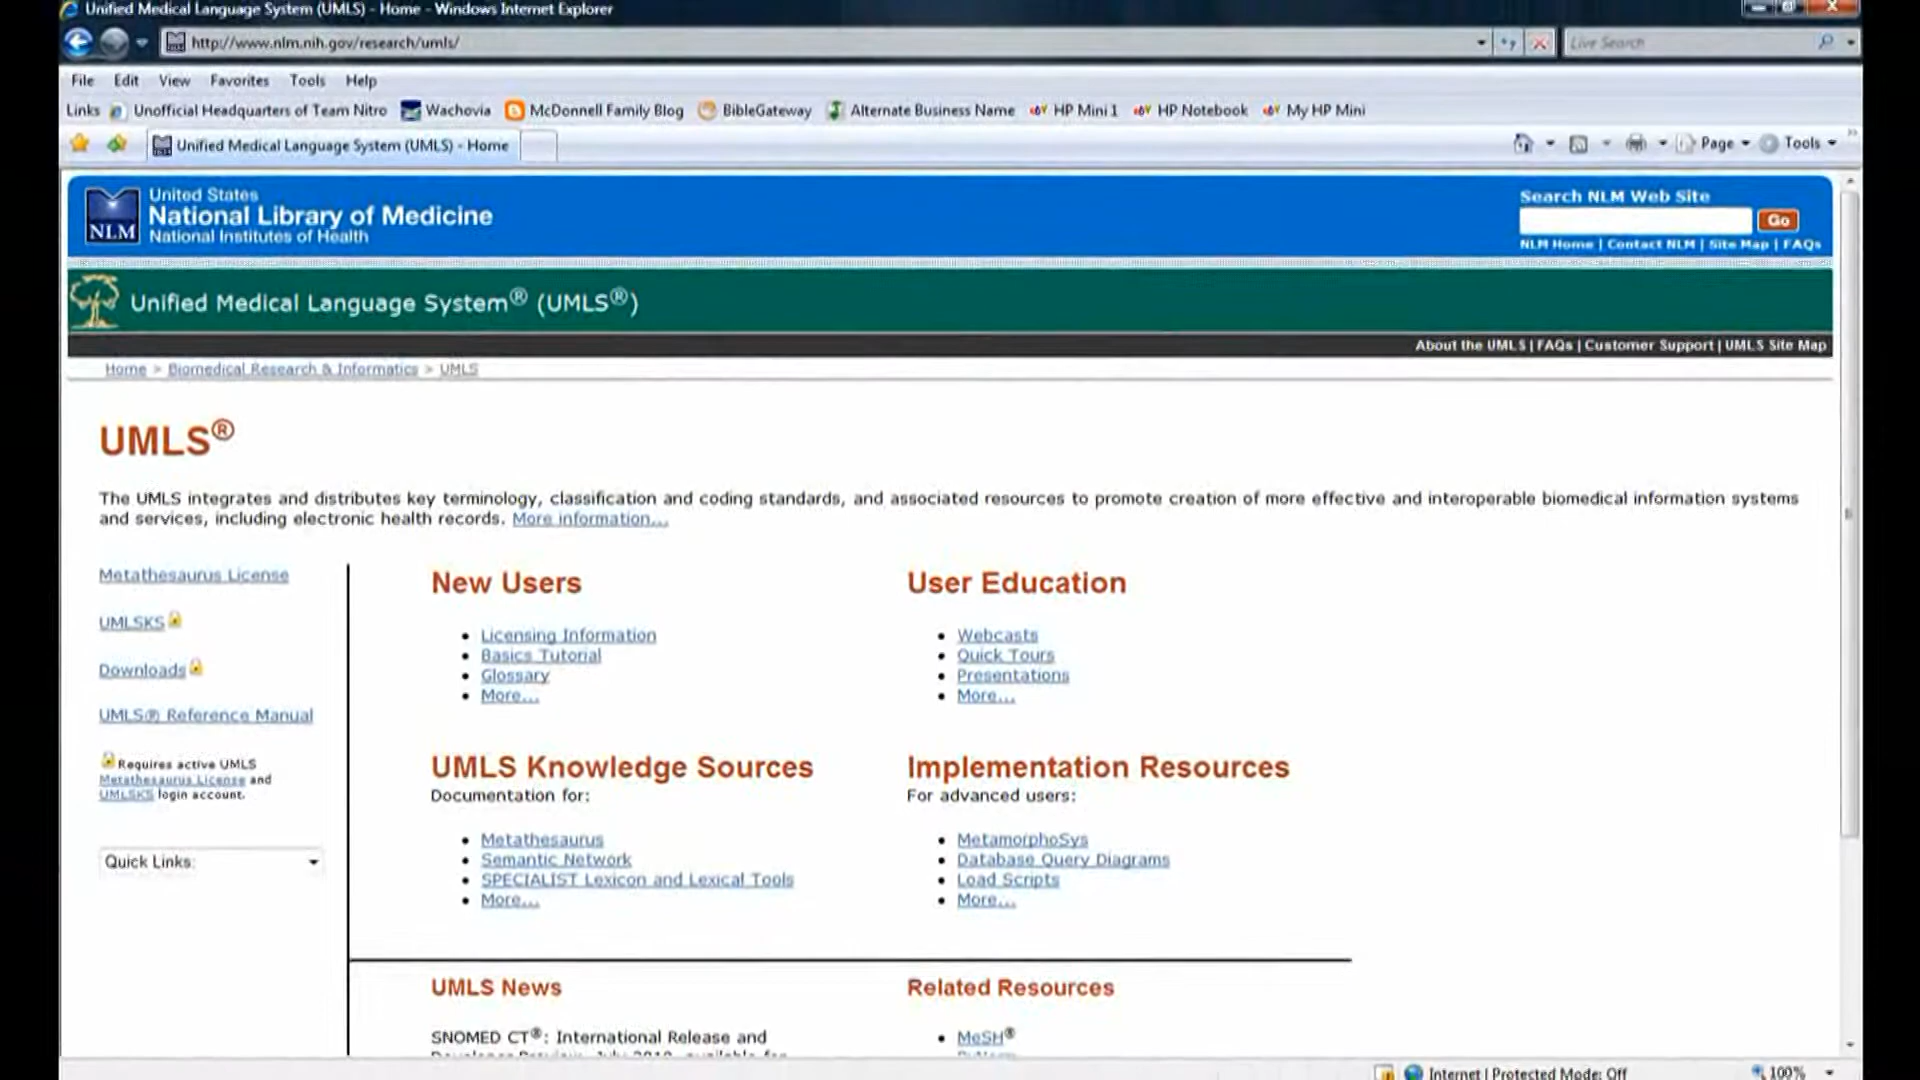 Unified Medical Language System (UMLS) - Home - Windows Internet Explorer
http://www.nlm.nih.gov/research/umls/
Live Search
File Edit View Favorites Tools Help
Links Unofficial Headquarters of Team Nitro Wachovia McDonnell Family Blog BibleGateway Alternate Business Name HP Mini 1 HP Notebook My HP Mini
Unified Medical Language System (UMLS) - Home
Page Tools
United States
National Library of Medicine
National Institutes of Health
NLM
Search NLM Web Site
Go
NLM Home | Contact NLM | Site Map | FAQs
Unified Medical Language System® (UMLS®)
About the UMLS | FAQs | Customer Support | UMLS Site Map
Home > Biomedical Research & Informatics > UMLS
UMLS®
The UMLS integrates and distributes key terminology, classification and coding standards, and associated resources to promote creation of more effective and interoperable biomedical information systems
and services, including electronic health records. More information...
Metathesaurus License
UMLSKS
Downloads
UMLS® Reference Manual
Requires active UMLS
Metathesaurus License and
UMLSKS login account.
Quick Links:
New Users
Licensing Information
Basics Tutorial
Glossary
More...
User Education
Webcasts
Quick Tours
Presentations
More...
UMLS Knowledge Sources
Documentation for:
Metathesaurus
Semantic Network
SPECIALIST Lexicon and Lexical Tools
More...
Implementation Resources
For advanced users:
MetamorphoSys
Database Query Diagrams
Load Scripts
More...
UMLS News
SNOMED CT®: International Release and
Related Resources
MeSH®
Internet | Protected Mode: Off
100%